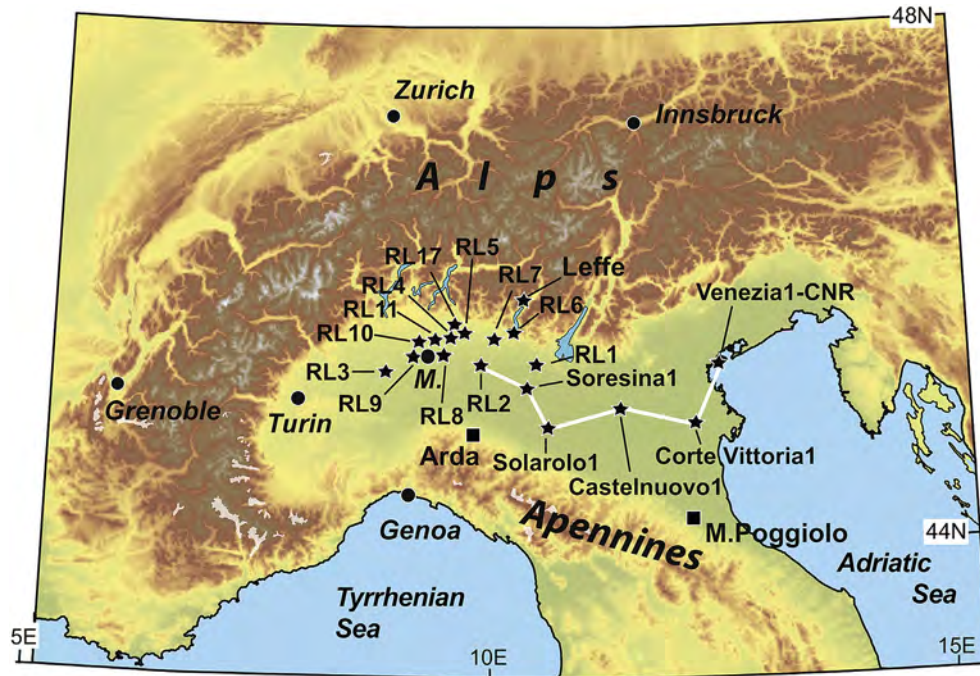 48N
Zurich
Innsbruck
Alps
RL17
RL5
RL4
RL7
Leffe
RL11
RL6
Venezia1-CNR
RL10
RL1
RL3
M.
Soresina1
Grenoble
Turin
RL9
RL8
RL2
Arda
Solarolo1
Corte Vittoria1
Castelnuovo1
Genoa
Apennines
M.Poggiolo
44N
Adriatic
Sea
Tyrrhenian
Sea
5E
10E
15E